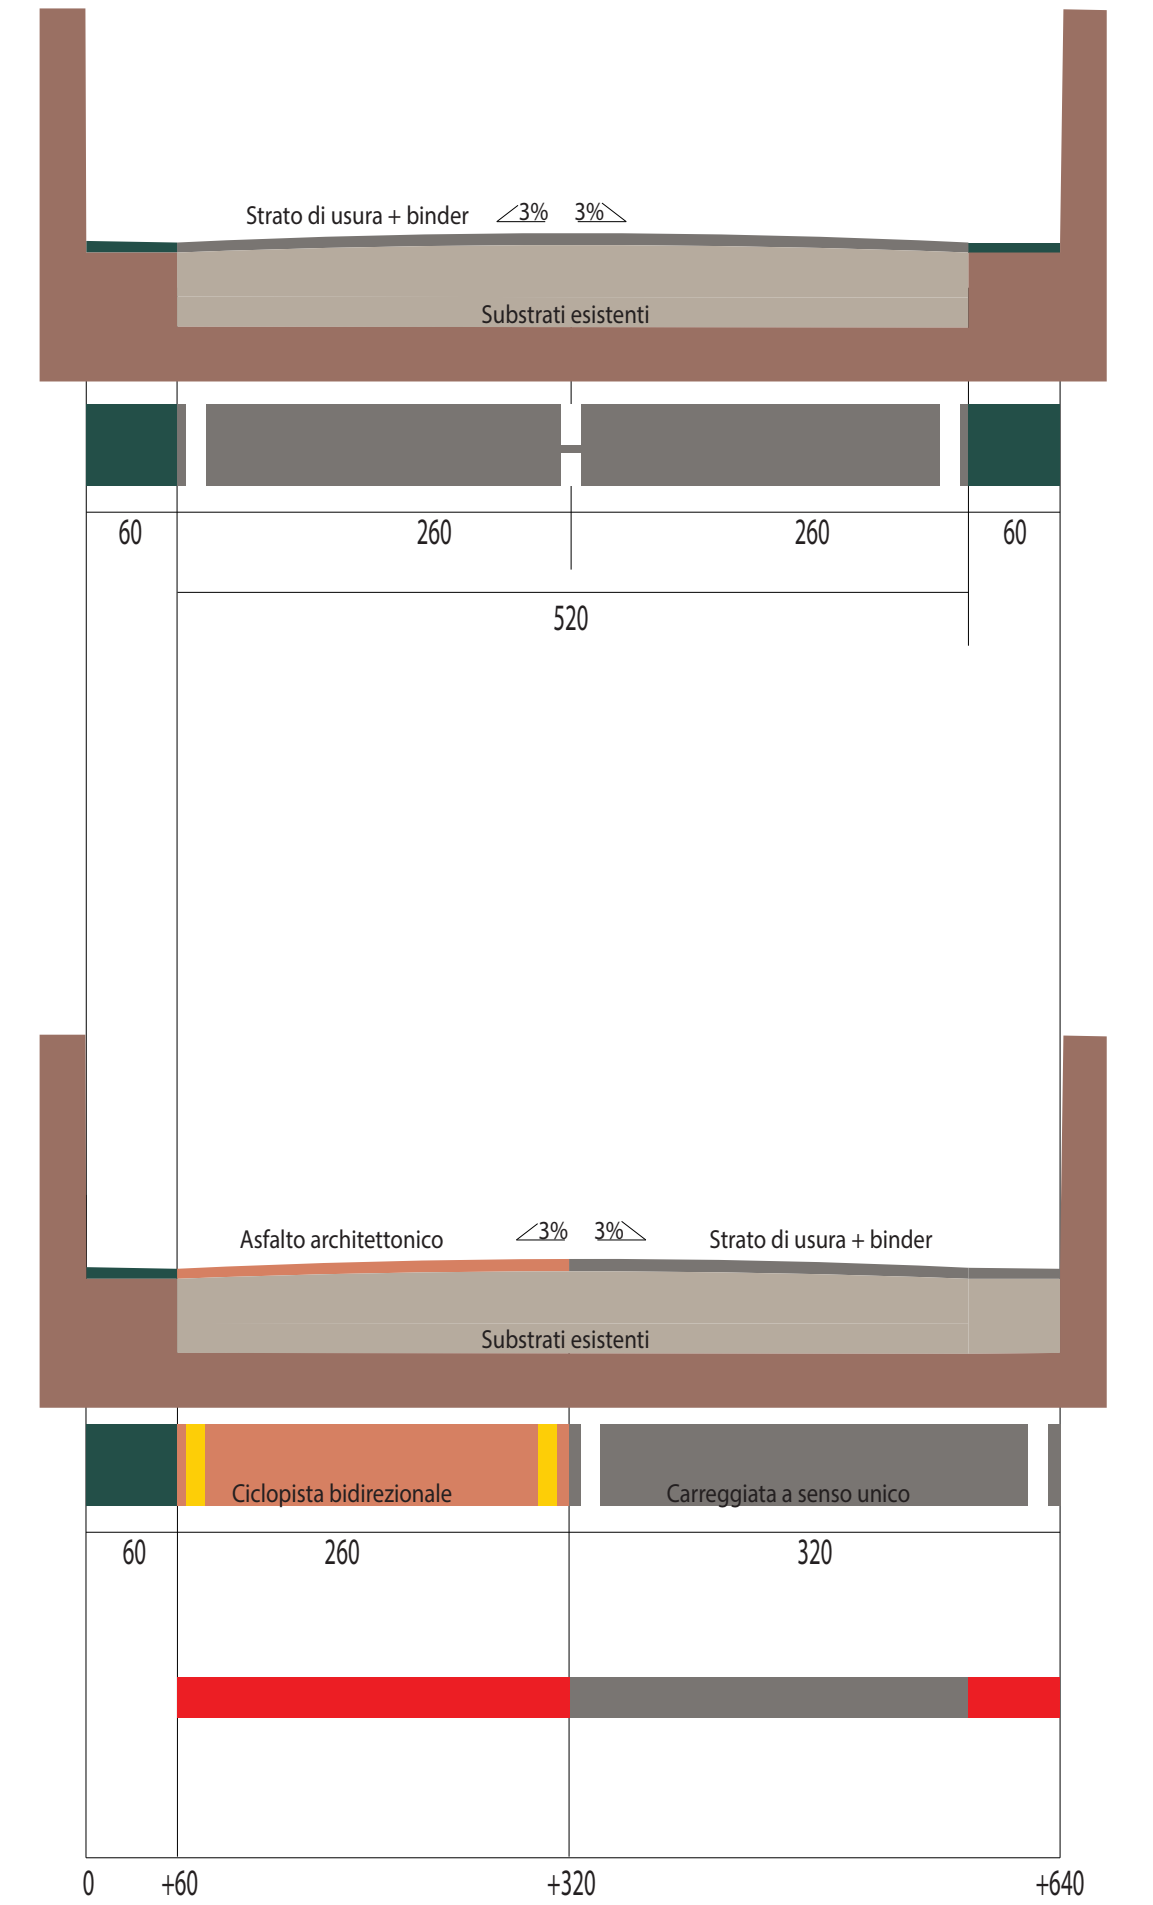 Strato di usura + binder 3% 3%
Substrati esistenti
60 260 260 60
520
Asfalto architettonico 3% 3% Strato di usura + binder
Substrati esistenti
Ciclopista bidirezionale Carreggiata a senso unico
60 260 320
0 +60 +320 +640